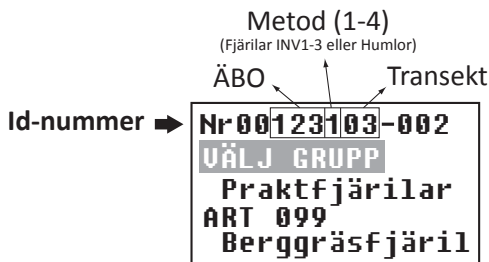 Metod (1-4)
(Fjärilar INV1-3 eller Humlor)
ÄBO Transekt
Id-nummer
Nr00123103-002
VÄLJ GRUPP
Praktfjärilar
ART 099
Berggräsfjäril